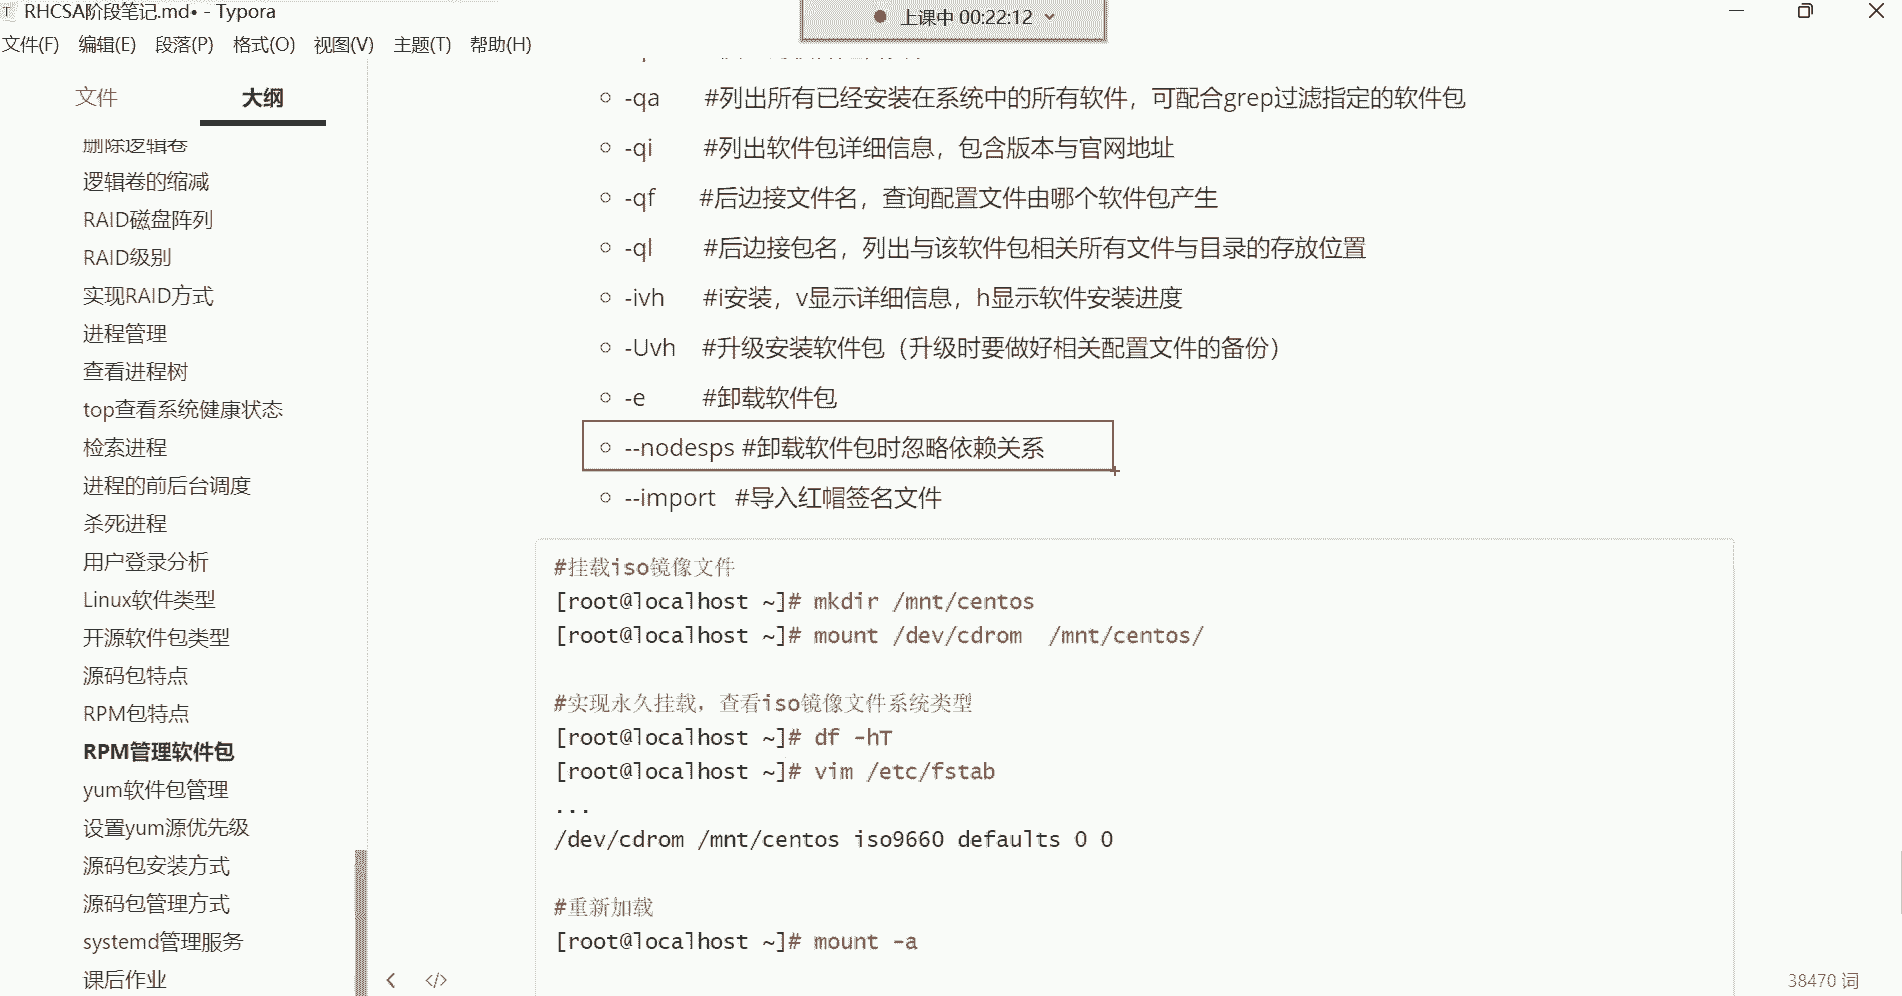 RHCSA阶段笔记.md• - Typora
上课中 00:22:12
文件(F) 编辑(E) 段落(P) 格式(O) 视图(V) 主题(T) 帮助(H)
文件 大纲
删除逻辑卷
逻辑卷的缩减
RAID磁盘阵列
RAID级别
实现RAID方式
进程管理
查看进程树
top查看系统健康状态
检索进程
进程的前后台调度
杀死进程
用户登录分析
Linux软件类型
开源软件包类型
源码包特点
RPM包特点
RPM管理软件包
yum软件包管理
设置yum源优先级
源码包安装方式
源码包管理方式
systemd管理服务
课后作业
-qa #列出所有已经安装在系统中的所有软件，可配合grep过滤指定的软件包
-qi #列出软件包详细信息，包含版本与官网地址
-qf #后边接文件名，查询配置文件由哪个软件包产生
-ql #后边接包名，列出与该软件包相关所有文件与目录的存放位置
-ivh #i安装，v显示详细信息，h显示软件安装进度
-Uvh #升级安装软件包（升级时要做好相关配置文件的备份）
-e #卸载软件包
--nodesps #卸载软件包时忽略依赖关系
--import #导入红帽签名文件
#挂载iso镜像文件
[root@localhost ~]# mkdir /mnt/centos
[root@localhost ~]# mount /dev/cdrom /mnt/centos/
#实现永久挂载，查看iso镜像文件系统类型
[root@localhost ~]# df -hT
[root@localhost ~]# vim /etc/fstab
...
/dev/cdrom /mnt/centos iso9660 defaults 0 0
#重新加载
[root@localhost ~]# mount -a
38470 词